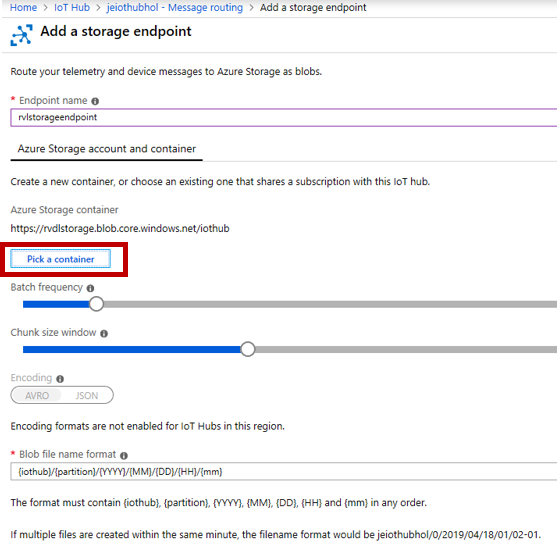 Home > IoT Hub > jeiothubhol - Message routing > Add a storage endpoint
Add a storage endpoint
Route your telemetry and device messages to Azure Storage as blobs.
* Endpoint name
rvlstorageendpoint
Azure Storage account and container
Create a new container, or choose an existing one that shares a subscription with this IoT hub.
Azure Storage container
https://rvdlstorage.blob.core.windows.net/iothub
Pick a container
Batch frequency
Chunk size window
Encoding
AVRO JSON
Encoding formats are not enabled for IoT Hubs in this region.
* Blob file name format
{iothub}/{partition}/{YYYY}/{MM}/{DD}/{HH}/{mm}
The format must contain {iothub}, {partition}, {YYYY}, {MM}, {DD}, {HH} and {mm} in any order.
If multiple files are created within the same minute, the filename format would be jeiothubhol/0/2019/04/18/01/02-01.